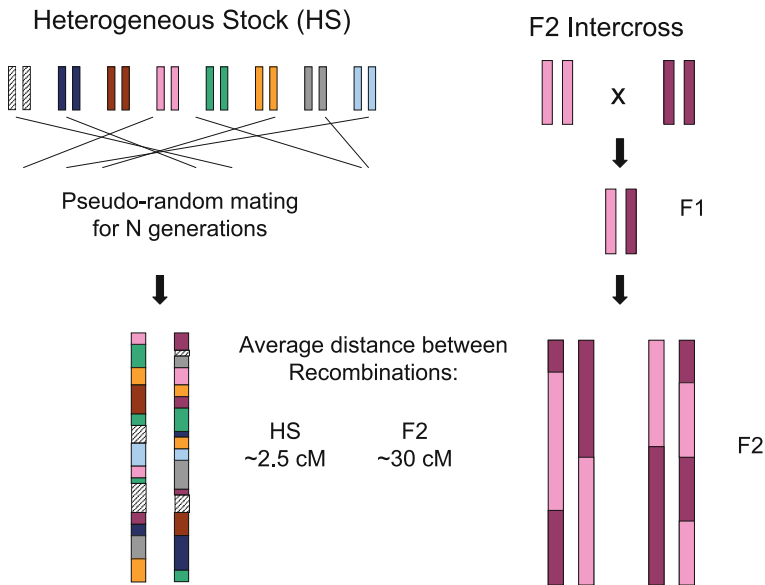 Heterogeneous Stock (HS)
Pseudo-random mating
for N generations
Average distance between
Recombinations:
HS
~2.5 cM
F2
~30 cM
F2 Intercross
x
F1
F2